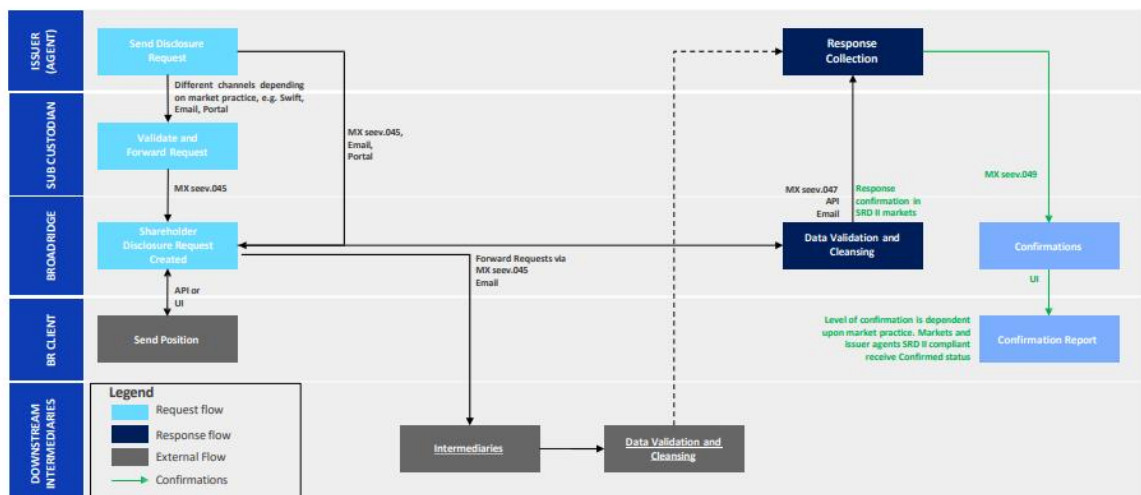 ISSUER
(AGENT)
Send Disclosure
Request
Response
Collection
Different channels depending
on market practice, e.g. Swift,
Email, Portal
SUB CUSTODIAN
Validate and
Forward Request
MX seev.045,
Email,
Portal
MX seev.045
MX seev.047
API
Email
Response
confirmation in
SRD II markets
MX seev.049
BROADRIDGE
Shareholder
Disclosure Request
Created
Data Validation and
Cleansing
Confirmations
Forward Requests via
MX seev.045
Email
API or
UI
UI
BR CLIENT
Send Position
Level of confirmation is dependent
upon market practice. Markets and
issuer agents SRD II compliant
receive Confirmed status
Confirmation Report
DOWNSTREAM
INTERMEDIARIES
Legend
Request flow
Response flow
External Flow
Confirmations
Intermediaries
Data Validation and
Cleansing